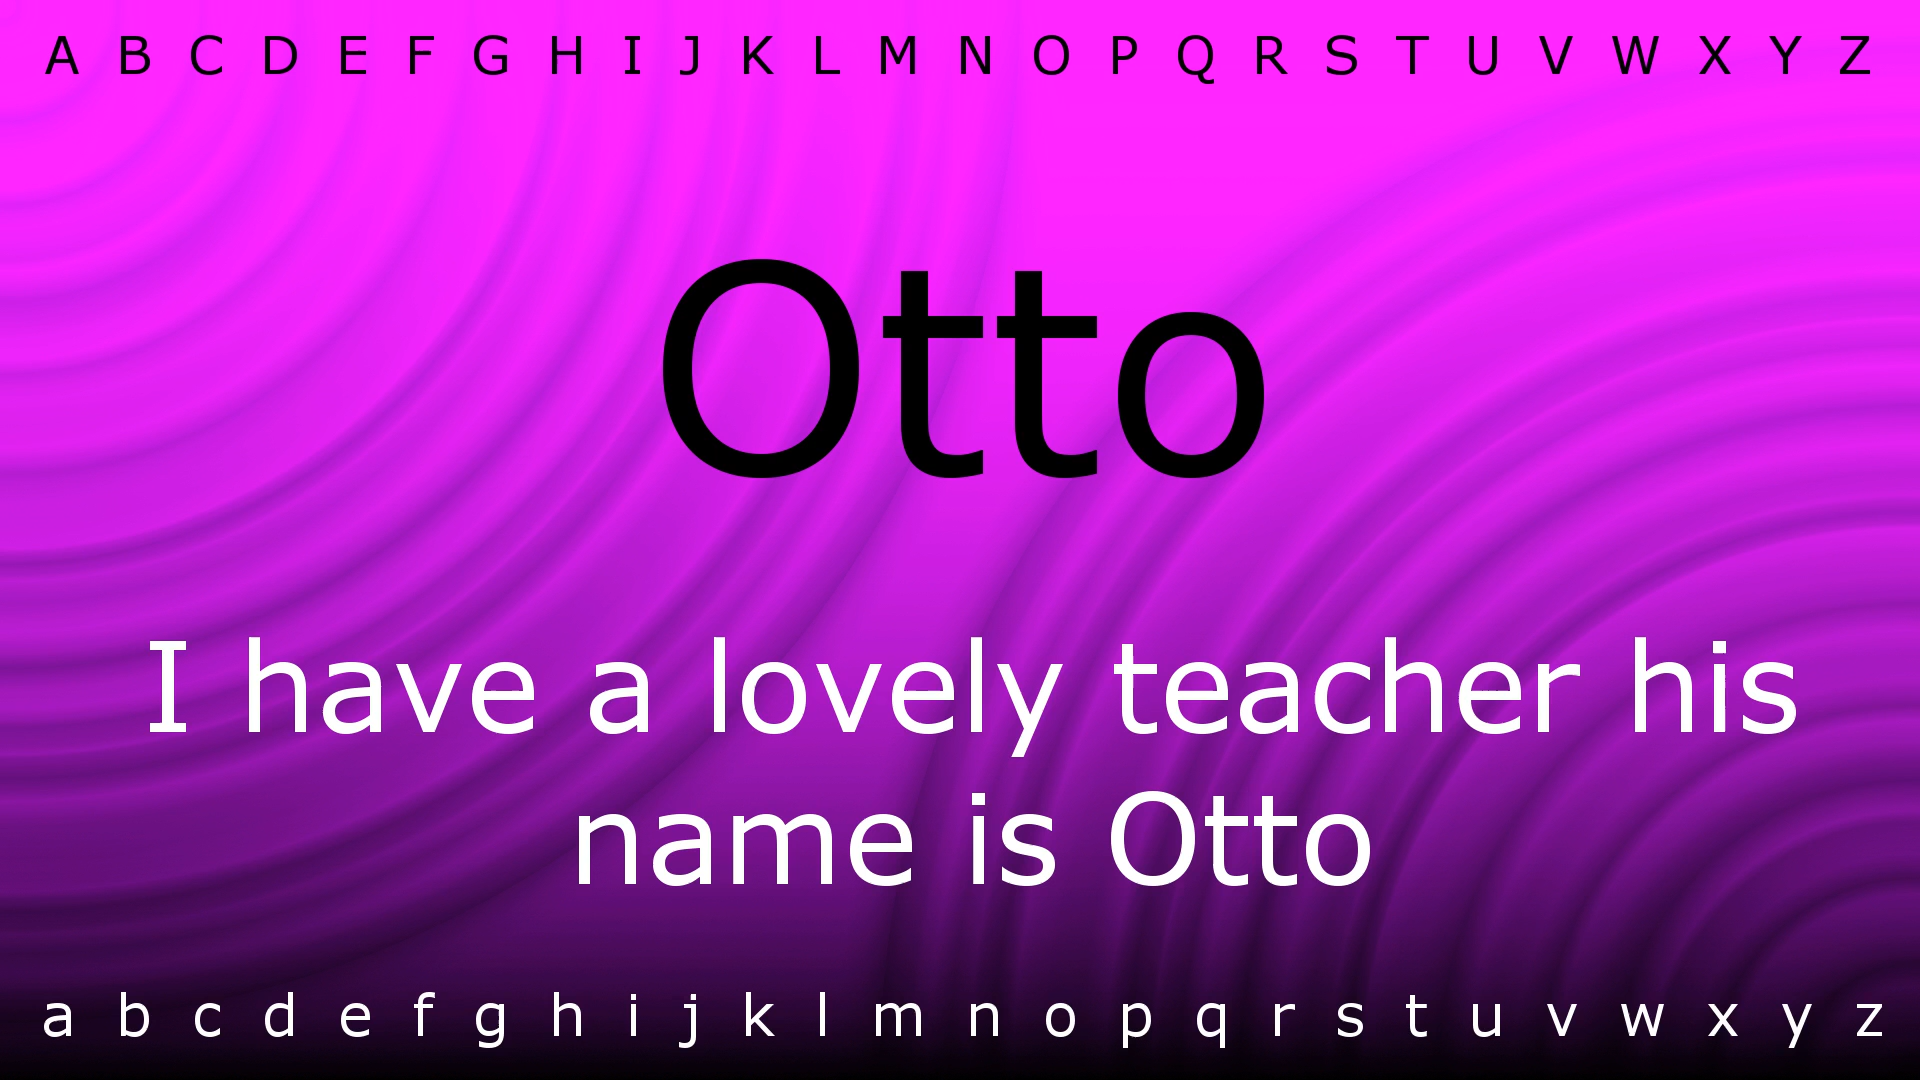 A B C D E F G H I J K L M N O P Q R S T U V W X Y Z
Otto
I have a lovely teacher his
name is Otto
a b c d e f g h i j k l m n o p q r s t u v w x y z